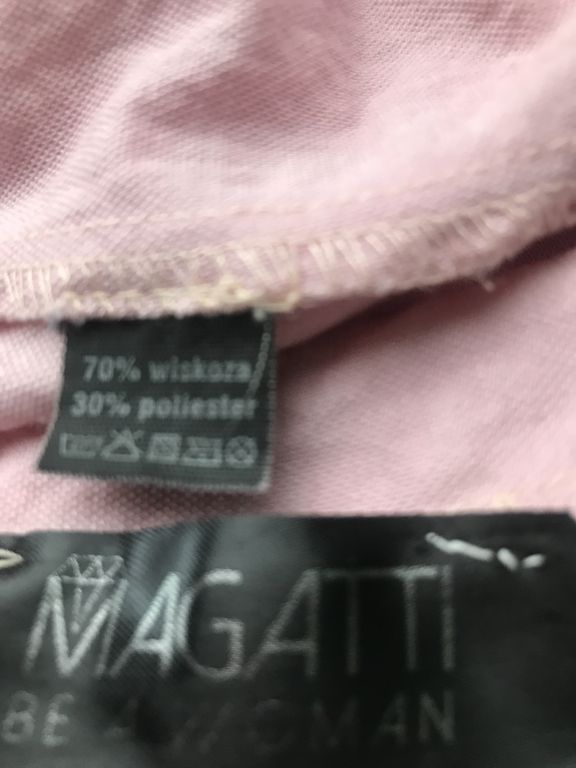 70% wiskoza
30% poliester
MAGATTI
BE A WOMAN